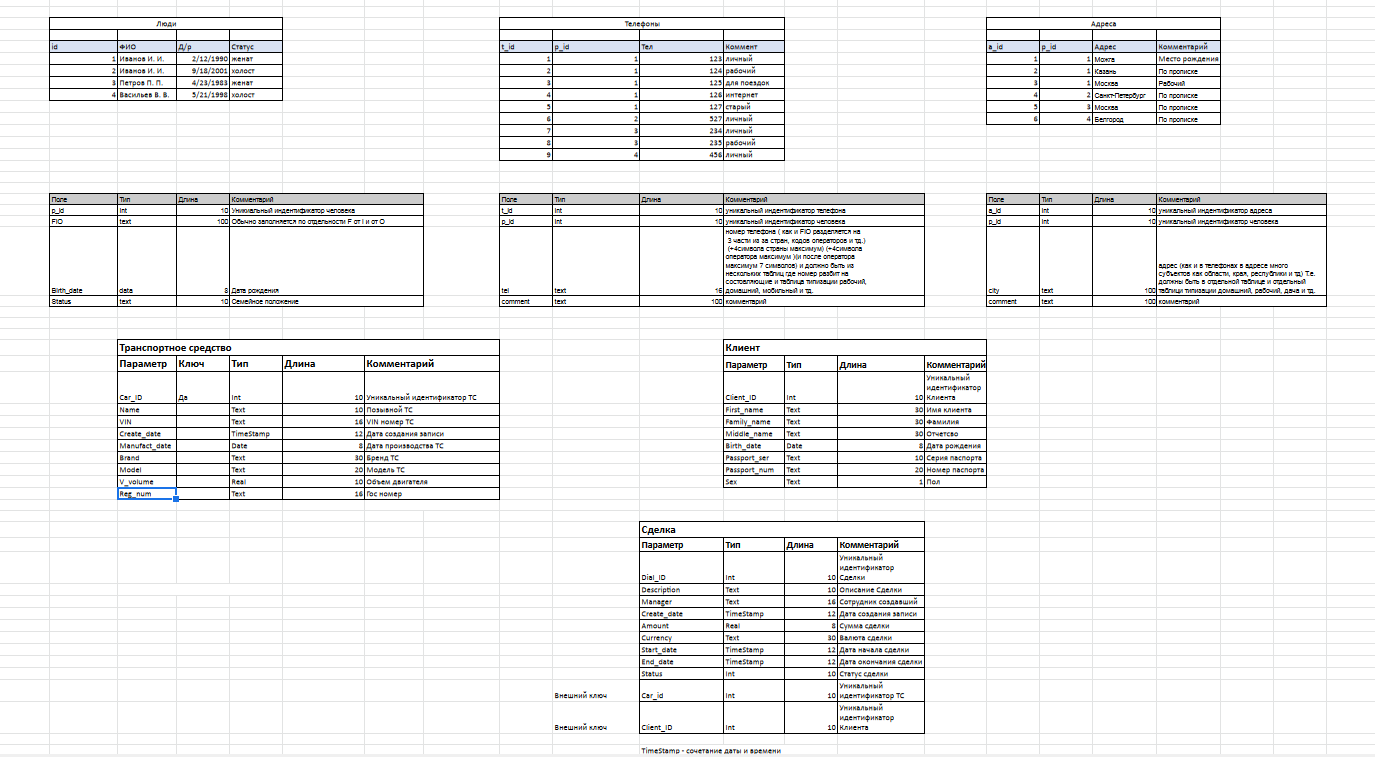 Люди
id ФИО Д/р Статус
1 Иванов И. И. 2/12/1990 женат
2 Иванов И. И. 9/18/2001 холост
3 Петров П. П. 4/23/1983 женат
4 Васильев В. В. 5/21/1998 холост
Телефоны
t_id p_id Тел Коммент
1 1 123 личный
2 1 124 рабочий
3 1 125 для поездок
4 1 126 интернет
5 1 127 старый
6 2 527 личный
7 3 234 личный
8 3 235 рабочий
9 4 456 личный
Адреса
a_id p_id Адрес Комментарий
1 1 Можга Место рождения
2 1 Казань По прописке
3 1 Москва Рабочий
4 2 Санкт-Петербург По прописке
5 3 Москва По прописке
6 4 Белгород По прописке
Поле Тип Длина Комментарий
p_id int 10 Уникиальный индентификатор человека
FIO text 100 Обычно заполняется по отдельности F от I и от O
Birth_date data 8 Дата рождения
Status text 10 Семейное положение
Поле Тип Длина Комментарий
t_id int 10 уникальный индентификатор телефона
p_id int 10 уникальный индентификатор человека
номер телефона ( как и FIO разделяется на
3 части из за стран, кодов операторов и тд.)
(+4символа страны максимум) (+4символа
оператора максимум )(и после оператора
максимум 7 символов) и должно быть из
нескольких таблиц где номер разбит на
состовляющие и таблица типизации рабочий,
tel text 16 домашний, мобильный и тд.
comment text 100 комментарий
Поле Тип Длина Комментарий
a_id int 10 уникальный индентификатор адреса
p_id int 10 уникальный индентификатор человека
адрес (как и в телефонах в адресе много
субъектов как области, края, республики и тд) Т.е.
должны быть в отдельной таблице и отдельный
city text 100 таблици типизации домашний, рабочий, дача и тд.
comment text 100 комментарий
Транспортное средство
Параметр Ключ Тип Длина Комментарий
Car_ID Да Int 10 Уникальный идентификатор ТС
Name Text 10 Позывной ТС
VIN Text 16 VIN номер ТС
Create_date TimeStamp 12 Дата создания записи
Manufact_date Date 8 Дата производства ТС
Brand Text 30 Бренд ТС
Model Text 20 Модель ТС
V_volume Real 10 Объем двигателя
Reg_num Text 16 Гос номер
Клиент
Параметр Тип Длина Комментарий
Уникальный
идентификатор
Client_ID Int 10 Клиента
First_name Text 30 Имя клиента
Family_name Text 30 Фамилия
Middle_name Text 30 Отчетсво
Birth_date Date 8 Дата рождения
Passport_ser Text 10 Серия паспорта
Passport_num Text 20 Номер паспорта
Sex Text 1 Пол
Сделка
Параметр Тип Длина Комментарий
Уникальный
идентификатор
Dial_ID Int 10 Сделки
Description Text 10 Описание Сделки
Manager Text 16 Сотрудник создавший
Create_date TimeStamp 12 Дата создания записи
Amount Real 8 Сумма сделки
Currency Text 30 Валюта сделки
Start_date TimeStamp 12 Дата начала сделки
End_date TimeStamp 12 Дата окончания сделки
Status Int 10 Статус сделки
Уникальный
Внешний ключ Car_id Int 10 идентификатор ТС
Уникальный
идентификатор
Внешний ключ Client_ID Int 10 Клиента
TimeStamp - сочетание даты и времени